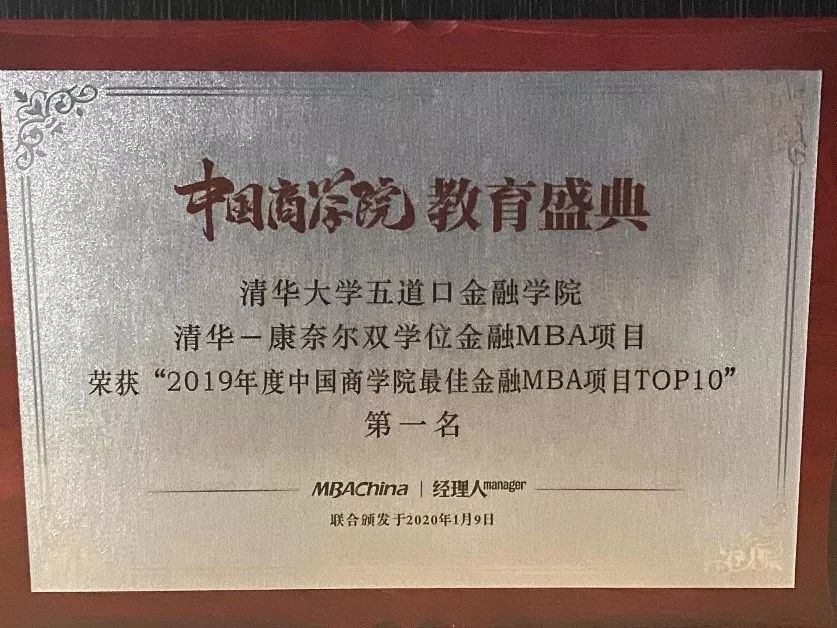 中国商学院 教育盛典
清华大学五道口金融学院
清华－康奈尔双学位金融MBA项目
荣获“2019年度中国商学院最佳金融MBA项目TOP10”
第一名
MBAChina | 经理人manager
联合颁发于2020年1月9日